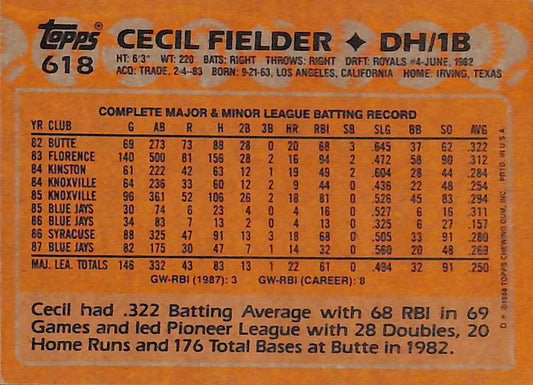 topps CECIL FIELDER ♦ DH/1B
618 HT: 6'3" WT: 220 BATS: RIGHT THROWS: RIGHT DRFT: ROYALS #4-JUNE, 1982
ACQ: TRADE, 2-4-83 BORN: 9-21-63, LOS ANGELES, CALIFORNIA HOME: IRVING, TEXAS
COMPLETE MAJOR & MINOR LEAGUE BATTING RECORD
YR CLUB G AB R H 2B 3B HR RBI SB SLG BB SO AVG
82 BUTTE 69 273 73 88 28 0 20 68 3 .645 37 62 .322
83 FLORENCE 140 500 81 156 28 2 16 94 2 .472 58 90 .312
84 KINSTON 61 222 42 63 12 1 19 49 2 .604 28 44 .284
84 KNOXVILLE 64 236 33 60 12 2 9 44 0 .436 22 48 .254
85 KNOXVILLE 96 361 52 106 26 2 18 81 0 .526 45 83 .294
85 BLUE JAYS 30 74 6 23 4 0 4 16 0 .527 6 16 .311
86 BLUE JAYS 34 83 7 13 2 0 4 13 0 .325 6 27 .157
86 SYRACUSE 88 325 47 91 13 3 18 68 0 .505 33 91 .280
87 BLUE JAYS 82 175 30 47 7 1 14 32 0 .560 20 48 .269
MAJ. LEA. TOTALS 146 332 43 83 13 1 22 61 0 .494 32 91 .250
GW-RBI (1987): 3 GW-RBI (CAREER): 8
D* ©1988 TOPPS CHEWING GUM, INC. PRTD. IN U.S.A.
Cecil had .322 Batting Average with 68 RBI in 69
Games and led Pioneer League with 28 Doubles, 20
Home Runs and 176 Total Bases at Butte in 1982.